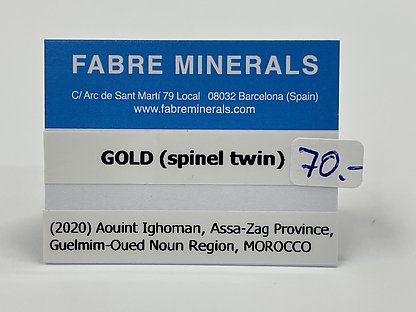 FABRE MINERALS
C/ Arc de Sant Martí 79 Local 08032 Barcelona (Spain)
www.fabreminerals.com
GOLD (spinel twin) 70.-
(2020) Aouint Ighoman, Assa-Zag Province,
Guelmim-Oued Noun Region, MOROCCO